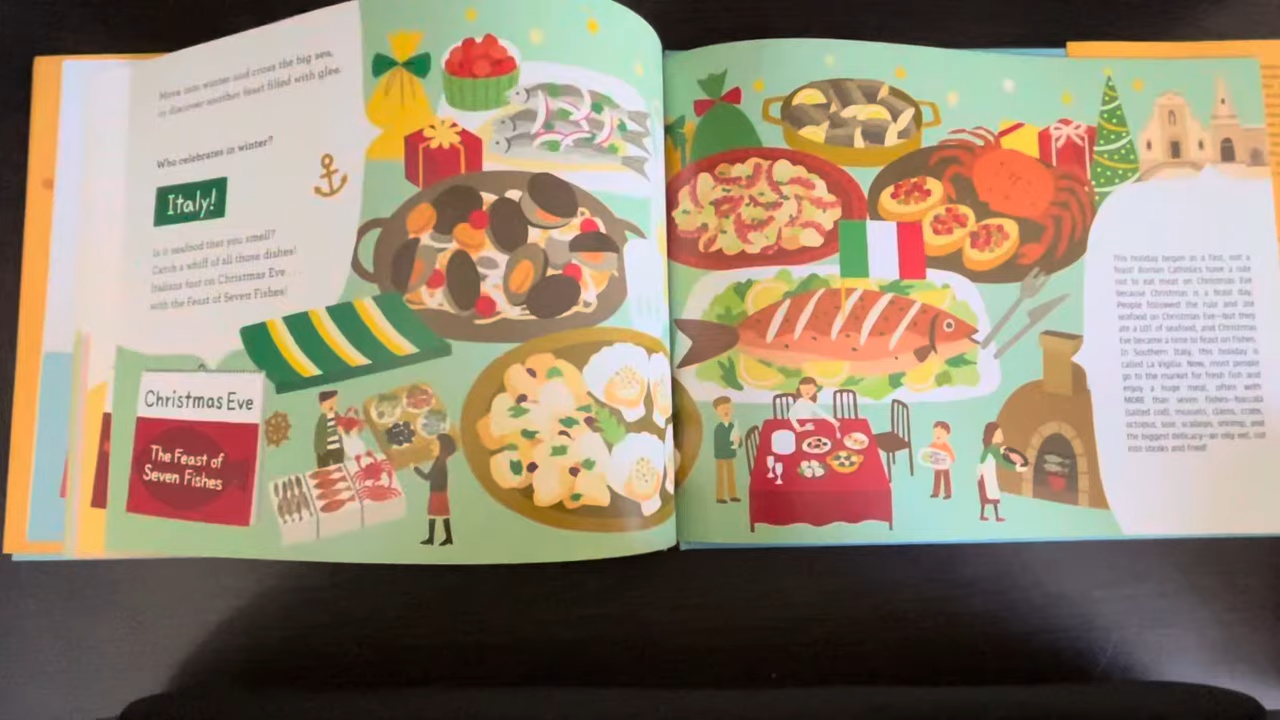 Move into winter and cross the big sea,
to discover another feast filled with glee.
Who celebrates in winter?
Italy!
Is it seafood that you smell?
Catch a whiff of all those dishes!
Italians feast on Christmas Eve . . .
with the Feast of Seven Fishes!
Christmas Eve
The Feast of
Seven Fishes
This holiday began as a fast, not a
feast! Roman Catholics have a rule
not to eat meat on Christmas Eve
because Christmas is a feast day.
People followed the rule and ate
seafood on Christmas Eve—but they
ate a LOT of seafood, and Christmas
Eve became a time to feast on fishes.
In Southern Italy, this holiday is
called La Vigilia. Now, most people
go to the market for fresh fish and
enjoy a huge meal, often with
MORE than seven fishes—baccalà
(salted cod), mussels, clams, crabs,
octopus, sole, scallops, shrimp, and
the biggest delicacy—an oily eel, cut
into steaks and fried!